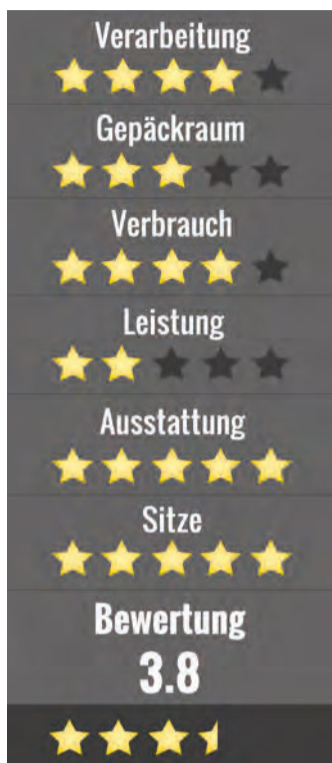 Verarbeitung
Gepäckraum
Verbrauch
Leistung
Ausstattung
Sitze
Bewertung
3.8